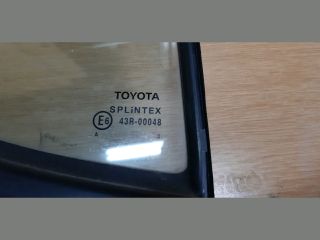 TOYOTA
SPLiNTEX
E6 43R-00048
A